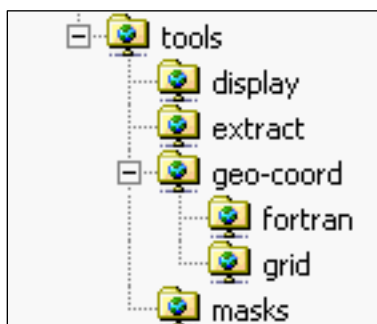 tools
display
extract
geo-coord
fortran
grid
masks